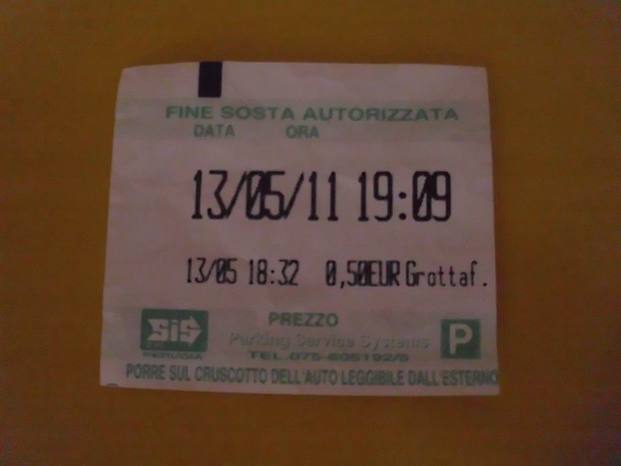 FINE SOSTA AUTORIZZATA
DATA ORA
13/05/11 19:09
13/05 18:32 0,50EUR Grottaf.
SIS PREZZO P
Parking Service Systems
PERUGIA
PORRE SUL CRUSCOTTO DELL'AUTO LEGGIBILE DALL'ESTERNO